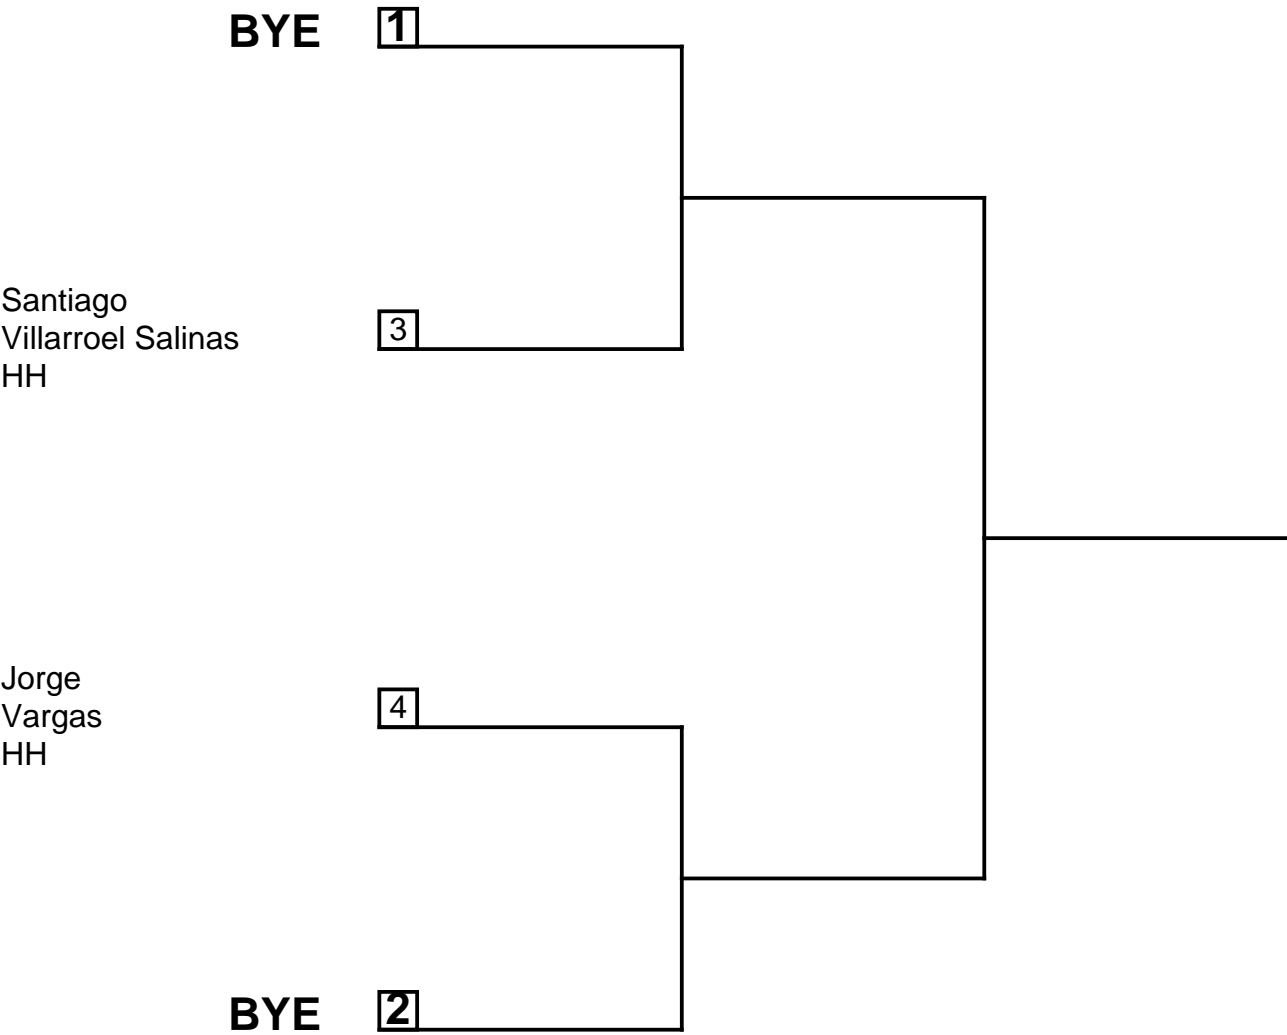 BYE 1
Santiago
Villarroel Salinas 3
HH
Jorge
Vargas 4
HH
BYE 2